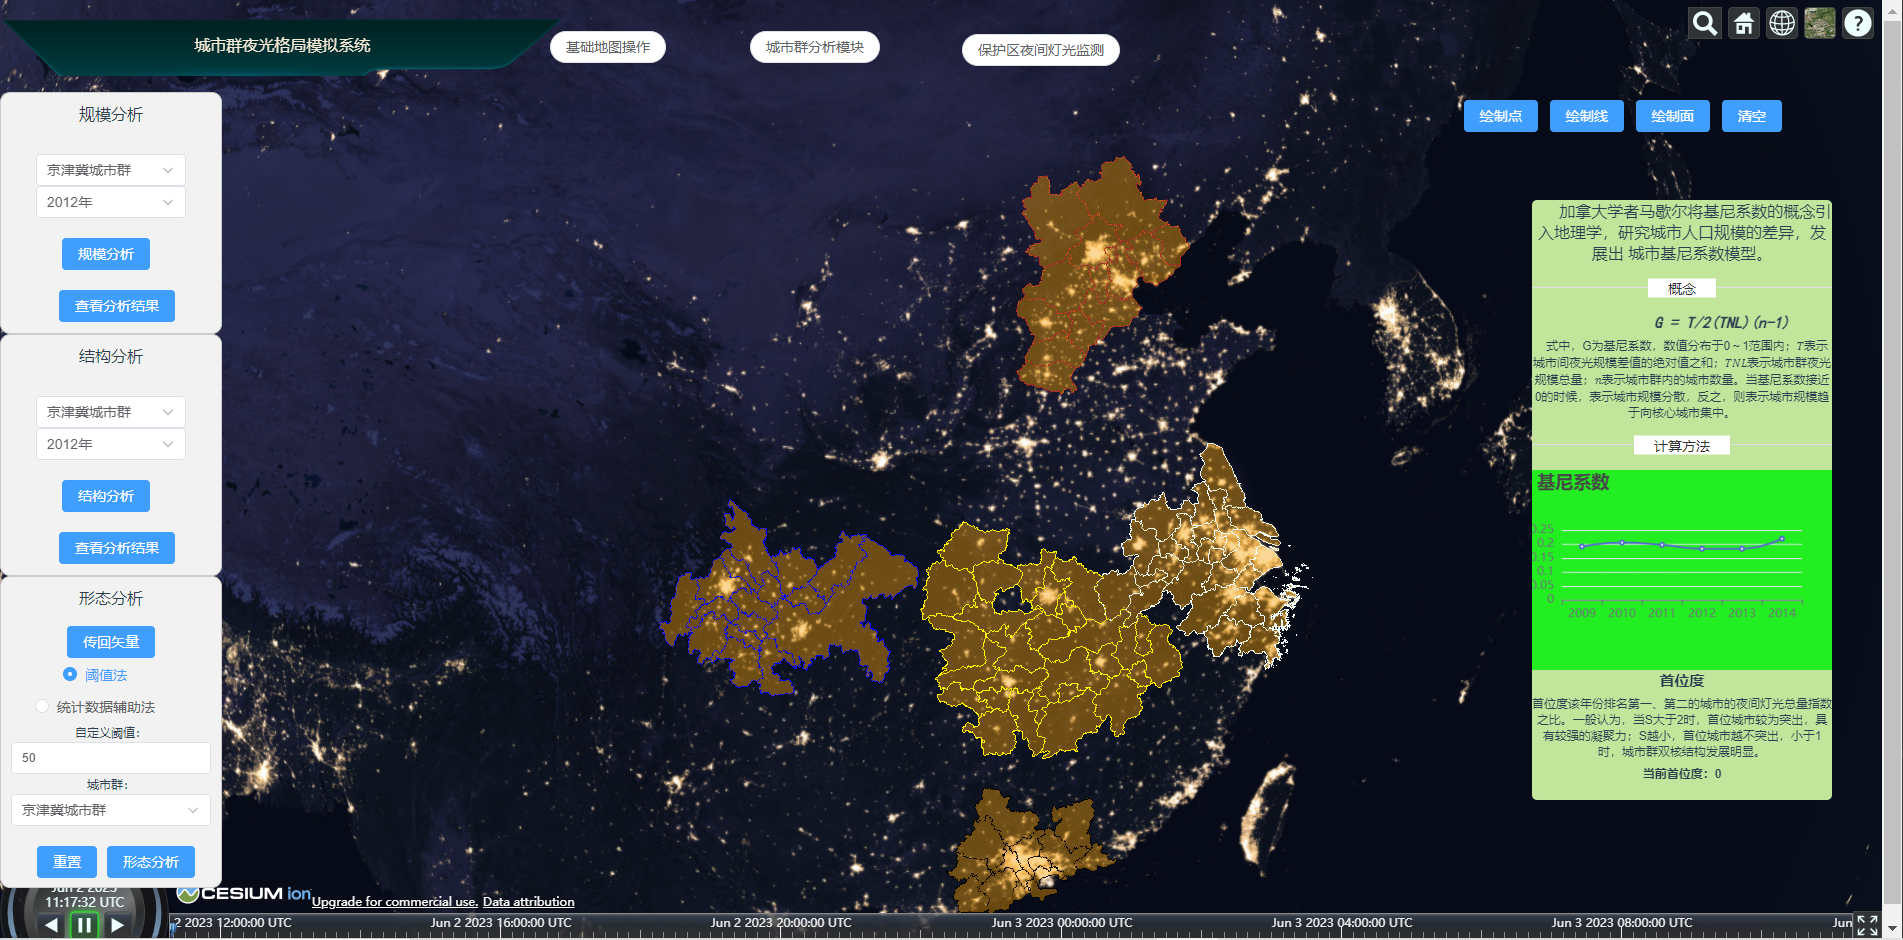 城市群夜光格局模拟系统
基础地图操作
城市群分析模块
保护区夜间灯光监测
绘制点
绘制线
绘制面
清空
规模分析
京津冀城市群
2012年
规模分析
查看分析结果
结构分析
京津冀城市群
2012年
结构分析
查看分析结果
形态分析
传回矢量
阈值法
统计数据辅助法
自定义阈值:
50
城市群:
京津冀城市群
重置
形态分析
加拿大学者马歇尔将基尼系数的概念引
入地理学，研究城市人口规模的差异，发
展出 城市基尼系数模型。
概念
G = T/2(TNL)(n-1)
式中，G为基尼系数，数值分布于0～1范围内；T表示
城市间夜光规模差值的绝对值之和；TNL表示城市群夜光
规模总量；n表示城市群内的城市数量。当基尼系数接近
0的时候，表示城市规模分散，反之，则表示城市规模趋
于向核心城市集中。
计算方法
基尼系数
0.25
0.2
0.15
0.1
0.05
0
2009 2010 2011 2012 2013 2014
首位度
首位度该年份排名第一、第二的城市的夜间灯光总量指数
之比。一般认为，当S大于2时，首位城市较为突出，具
有较强的凝聚力；S越小，首位城市越不突出，小于1
时，城市群双核结构发展明显。
当前首位度：0
Jun 2 2023
11:17:32 UTC
CESIUM ion
Upgrade for commercial use. Data attribution
2 2023 12:00:00 UTC
Jun 2 2023 16:00:00 UTC
Jun 2 2023 20:00:00 UTC
Jun 3 2023 00:00:00 UTC
Jun 3 2023 04:00:00 UTC
Jun 3 2023 08:00:00 UTC
Jun